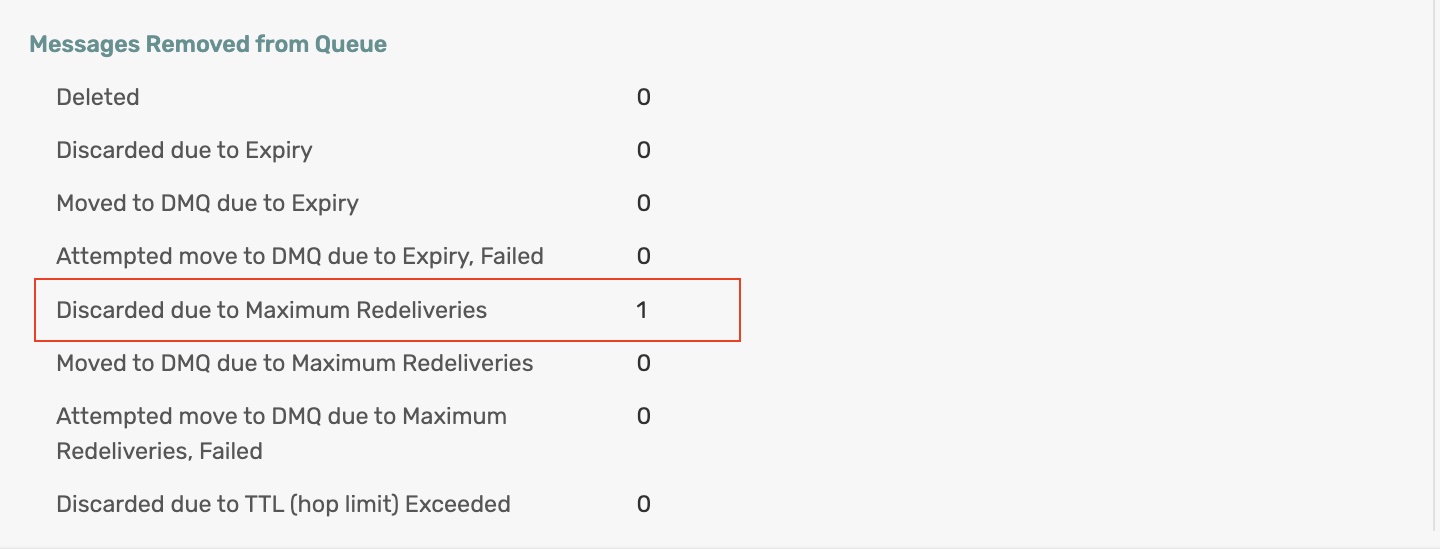 Messages Removed from Queue
Deleted 0
Discarded due to Expiry 0
Moved to DMQ due to Expiry 0
Attempted move to DMQ due to Expiry, Failed 0
Discarded due to Maximum Redeliveries 1
Moved to DMQ due to Maximum Redeliveries 0
Attempted move to DMQ due to Maximum 0
Redeliveries, Failed
Discarded due to TTL (hop limit) Exceeded 0